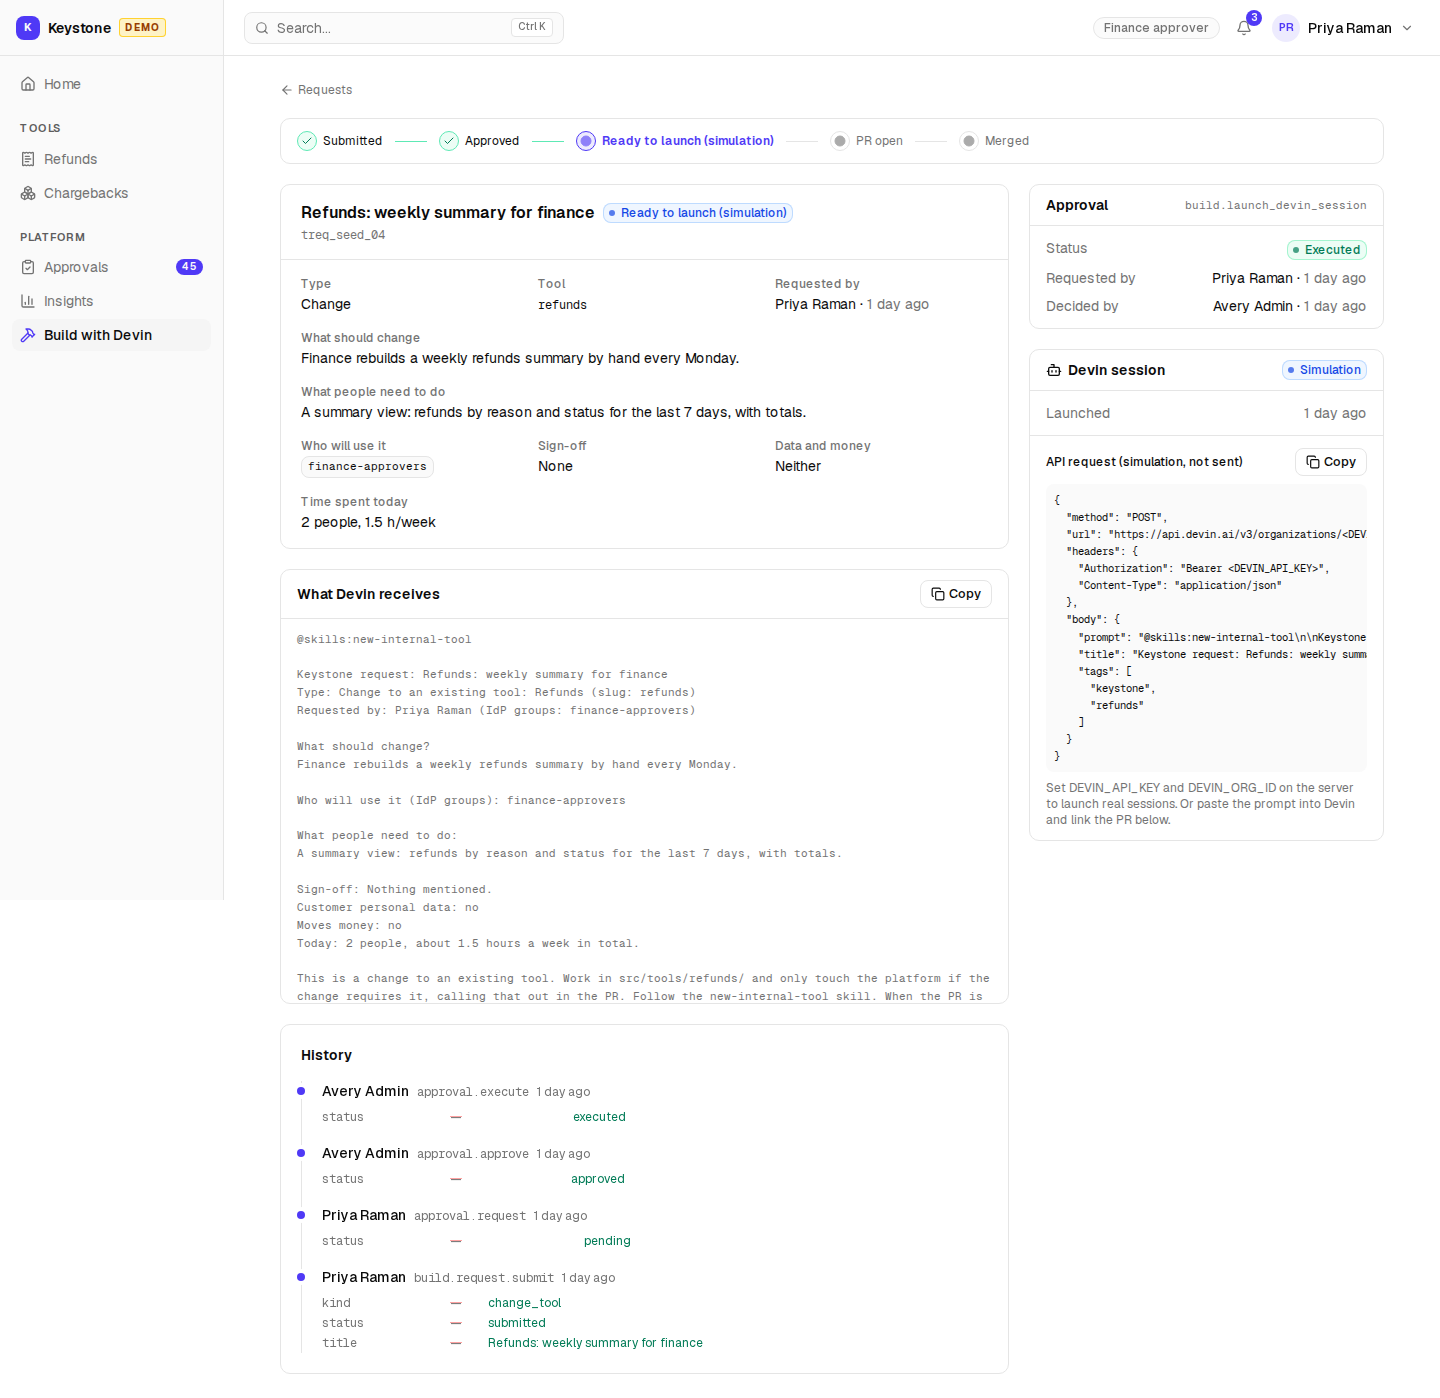 K Keystone DEMO
Search... Ctrl K
Finance approver 3 PR Priya Raman
Home
TOOLS
Refunds
Chargebacks
PLATFORM
Approvals 45
Insights
Build with Devin
Requests
Submitted Approved Ready to launch (simulation) PR open Merged
Refunds: weekly summary for finance Ready to launch (simulation)
treq_seed_04
Type Tool Requested by
Change refunds Priya Raman · 1 day ago
What should change
Finance rebuilds a weekly refunds summary by hand every Monday.
What people need to do
A summary view: refunds by reason and status for the last 7 days, with totals.
Who will use it Sign-off Data and money
finance-approvers None Neither
Time spent today
2 people, 1.5 h/week
What Devin receives Copy
@skills:new-internal-tool
Keystone request: Refunds: weekly summary for finance
Type: Change to an existing tool: Refunds (slug: refunds)
Requested by: Priya Raman (IdP groups: finance-approvers)
What should change?
Finance rebuilds a weekly refunds summary by hand every Monday.
Who will use it (IdP groups): finance-approvers
What people need to do:
A summary view: refunds by reason and status for the last 7 days, with totals.
Sign-off: Nothing mentioned.
Customer personal data: no
Moves money: no
Today: 2 people, about 1.5 hours a week in total.
This is a change to an existing tool. Work in src/tools/refunds/ and only touch the platform if the
change requires it, calling that out in the PR. Follow the new-internal-tool skill. When the PR is
History
Avery Admin approval.execute 1 day ago
status — executed
Avery Admin approval.approve 1 day ago
status — approved
Priya Raman approval.request 1 day ago
status — pending
Priya Raman build.request.submit 1 day ago
kind — change_tool
status — submitted
title — Refunds: weekly summary for finance
Approval build.launch_devin_session
Status Executed
Requested by Priya Raman · 1 day ago
Decided by Avery Admin · 1 day ago
Devin session Simulation
Launched 1 day ago
API request (simulation, not sent) Copy
{
"method": "POST",
"url": "https://api.devin.ai/v3/organizations/<DEV
"headers": {
"Authorization": "Bearer <DEVIN_API_KEY>",
"Content-Type": "application/json"
},
"body": {
"prompt": "@skills:new-internal-tool\n\nKeystone
"title": "Keystone request: Refunds: weekly summ
"tags": [
"keystone",
"refunds"
]
}
}
Set DEVIN_API_KEY and DEVIN_ORG_ID on the server
to launch real sessions. Or paste the prompt into Devin
and link the PR below.